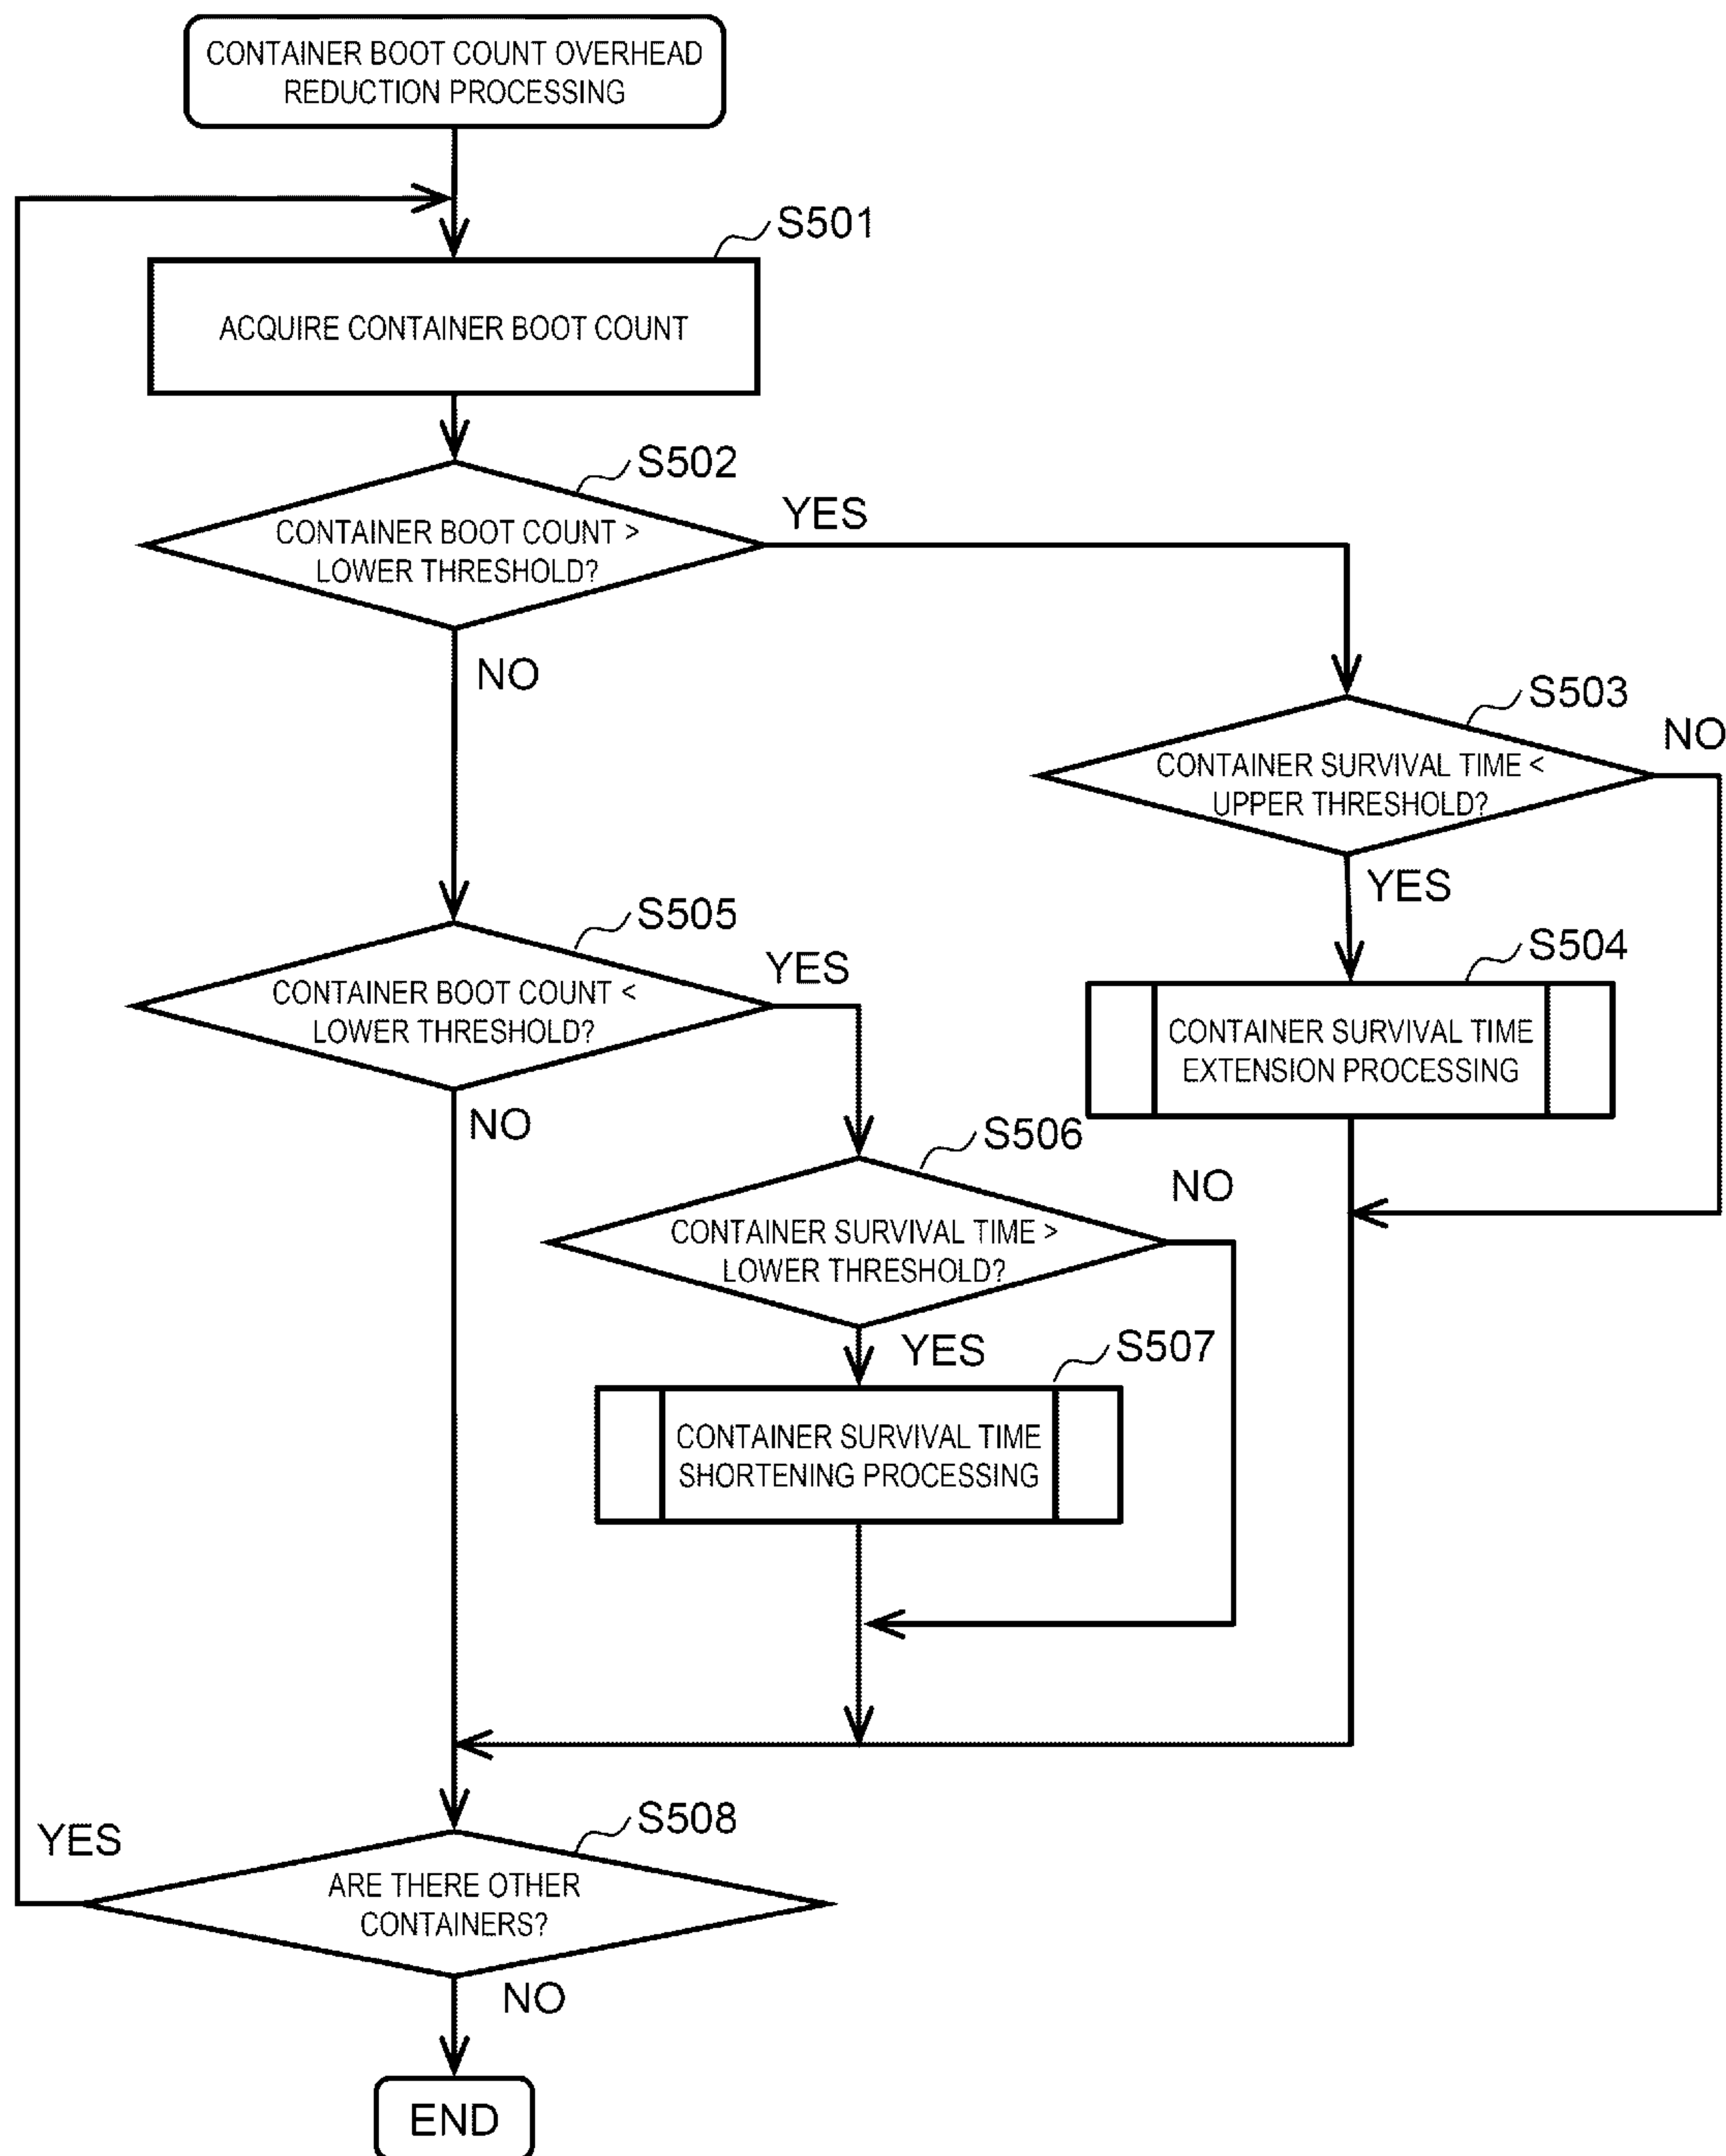 CONTAINER BOOT COUNT OVERHEAD
REDUCTION PROCESSING
S501
ACQUIRE CONTAINER BOOT COUNT
S502
CONTAINER BOOT COUNT >
LOWER THRESHOLD?
YES
NO
S503
CONTAINER SURVIVAL TIME <
UPPER THRESHOLD?
NO
YES
S504
CONTAINER SURVIVAL TIME
EXTENSION PROCESSING
S505
CONTAINER BOOT COUNT <
LOWER THRESHOLD?
YES
NO
S506
CONTAINER SURVIVAL TIME >
LOWER THRESHOLD?
NO
YES
S507
CONTAINER SURVIVAL TIME
SHORTENING PROCESSING
S508
ARE THERE OTHER
CONTAINERS?
YES
NO
END